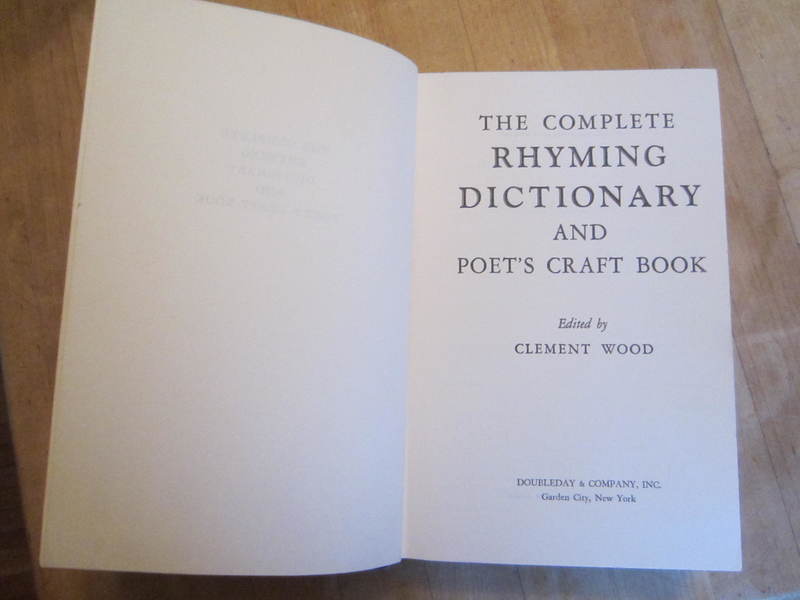 THE COMPLETE
RHYMING
DICTIONARY
AND
POET'S CRAFT BOOK
Edited by
CLEMENT WOOD
DOUBLEDAY & COMPANY, INC.
Garden City, New York